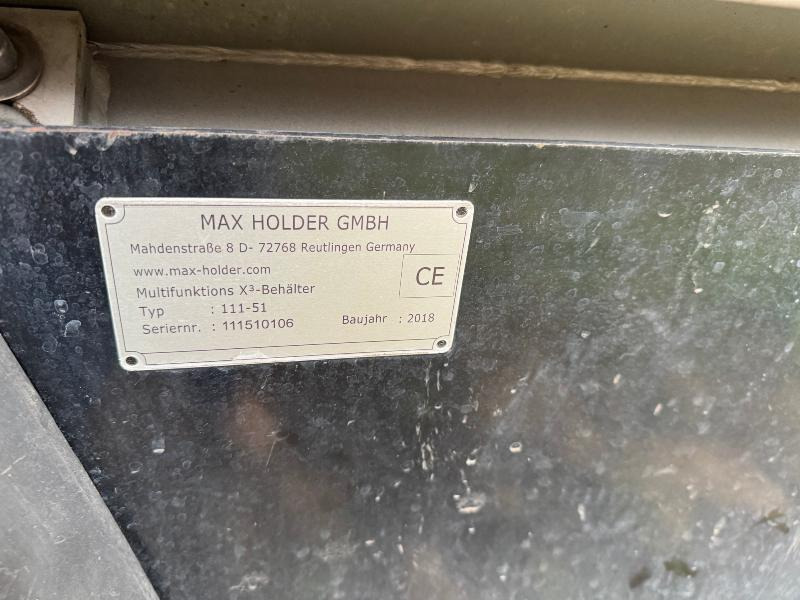 MAX HOLDER GMBH
Mahdenstraße 8 D- 72768 Reutlingen Germany
www.max-holder.com
CE
Multifunktions X³-Behälter
Typ : 111-51
Seriernr. : 111510106 Baujahr : 2018